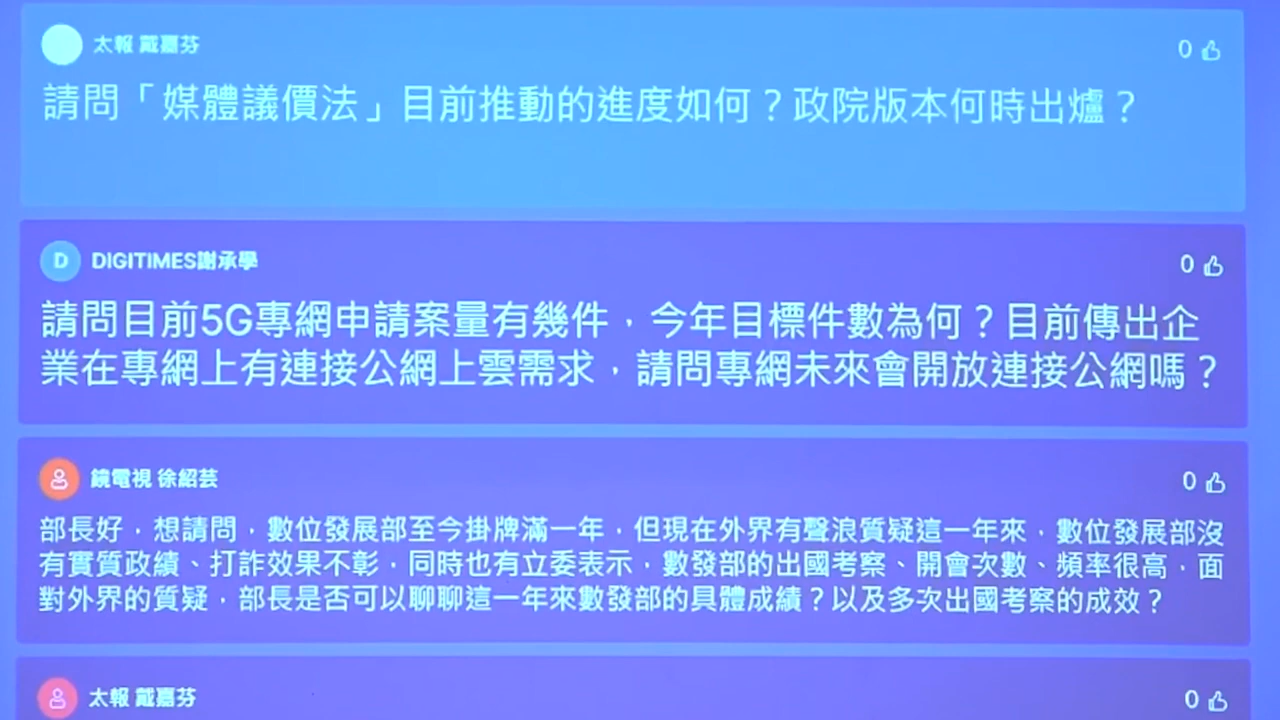 太報 戴嘉芬
0
請問「媒體議價法」目前推動的進度如何？政院版本何時出爐？
D DIGITIMES謝承學
0
請問目前5G專網申請案量有幾件，今年目標件數為何？目前傳出企
業在專網上有連接公網上雲需求，請問專網未來會開放連接公網嗎？
鏡電視 徐紹芸
0
部長好，想請問，數位發展部至今掛牌滿一年，但現在外界有聲浪質疑這一年來，數位發展部沒
有實質政績、打詐效果不彰，同時也有立委表示，數發部的出國考察、開會次數、頻率很高，面
對外界的質疑，部長是否可以聊聊這一年來數發部的具體成績？以及多次出國考察的成效？
太報 戴嘉芬
0